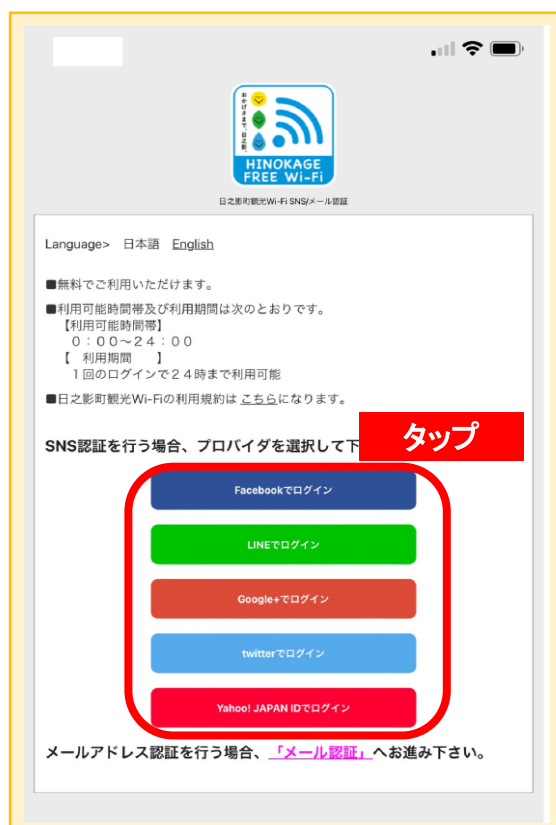 おかげさまで、日之影。
HINOKAGE
FREE Wi-Fi
日之影町観光Wi-Fi SNS/メール認証
Language> 日本語 English
■無料でご利用いただけます。
■利用可能時間帯及び利用期間は次のとおりです。
【利用可能時間帯】
０：００～２４：００
【　利用期間　】
１回のログインで２４時まで利用可能
■日之影町観光Wi-Fiの利用規約は こちらになります。
タップ
SNS認証を行う場合、プロバイダを選択して下
Facebookでログイン
LINEでログイン
Google+でログイン
twitterでログイン
Yahoo! JAPAN IDでログイン
メールアドレス認証を行う場合、「メール認証」へお進み下さい。